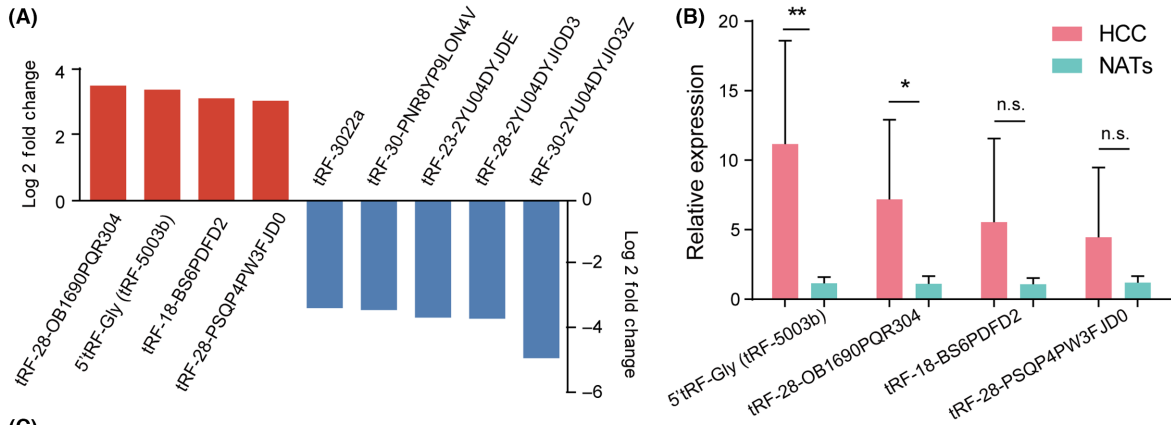 (A)
Log 2 fold change
4
2
0
tRF-28-OB1690PQR304
5'tRF-Gly (tRF-5003b)
tRF-18-BS6PDFD2
tRF-28-PSQP4PW3FJD0
tRF-3022a
tRF-30-PNR8YP9LON4V
tRF-23-2YU04DYJDE
tRF-28-2YU04DYJIOD3
tRF-30-2YU04DYJIO3Z
0
−2
−4
−6
Log 2 fold change
(B)
Relative expression
20
15
10
5
0
**
*
n.s.
n.s.
HCC
NATs
5'tRF-Gly (tRF-5003b)
tRF-28-OB1690PQR304
tRF-18-BS6PDFD2
tRF-28-PSQP4PW3FJD0
(C)